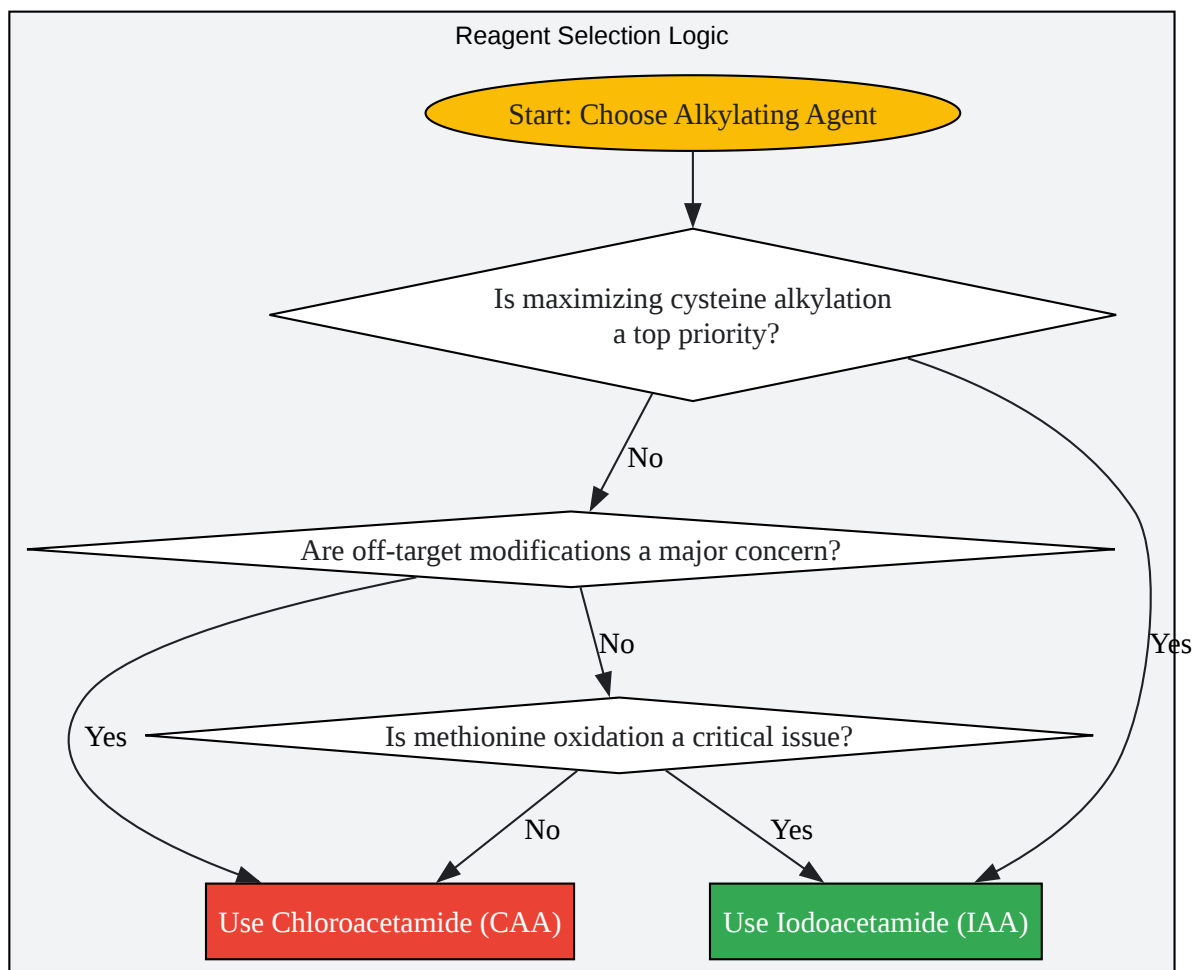 Reagent Selection Logic
Start: Choose Alkylating Agent
Is maximizing cysteine alkylation
a top priority?
No
Are off-target modifications a major concern?
No
Yes
Yes
Is methionine oxidation a critical issue?
No
Yes
Use Chloroacetamide (CAA)
Use Iodoacetamide (IAA)